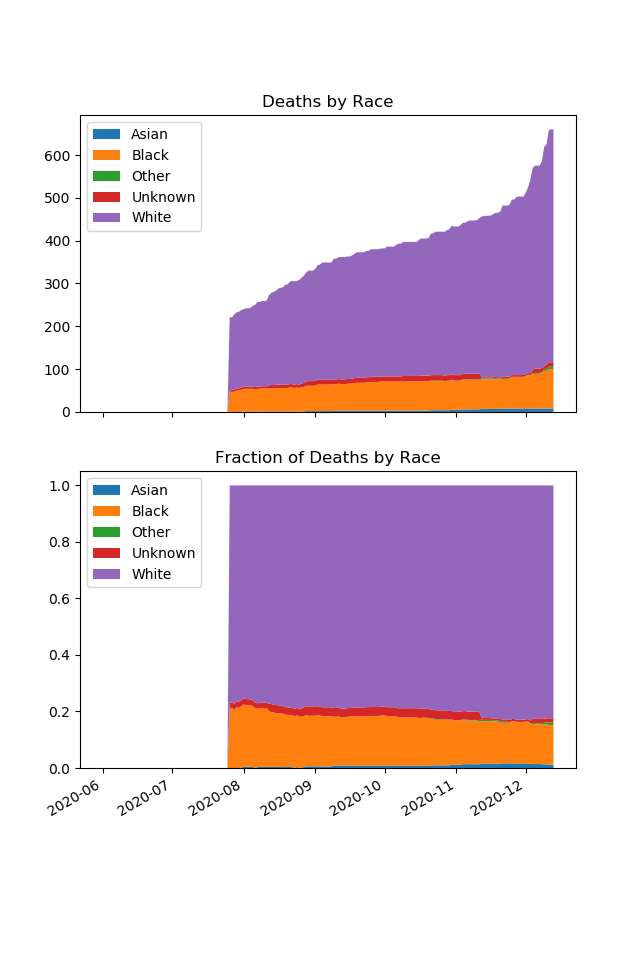 Deaths by Race
Asian
Black
Other
Unknown
White
600
500
400
300
200
100
0
Fraction of Deaths by Race
Asian
Black
Other
Unknown
White
1.0
0.8
0.6
0.4
0.2
0.0
2020-06
2020-07
2020-08
2020-09
2020-10
2020-11
2020-12